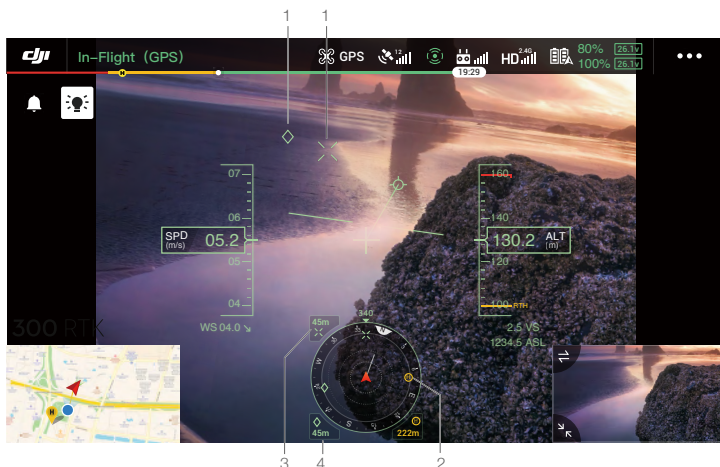 1 1
dji In-Flight (GPS) GPS 12 HD 2.4G 80% 26.1v
100% 26.1v
H 19:29
07 160
06 140
SPD (m/s) 05.2 130.2 ALT (m)
05 120
04 100 RTH
300 RTK
WS 04.0 ↘ 45m 340 2.5 VS
1234.5 ASL
N
W
E
S
H
H
45m 222m
3 4 2